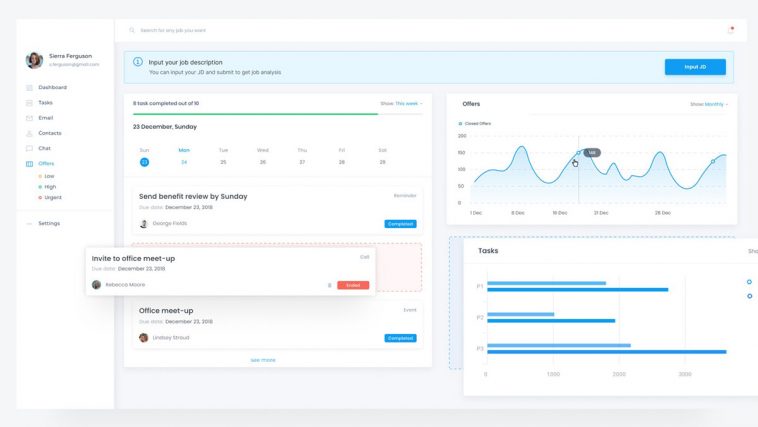 Search for any job you want
Sierra Ferguson
s.ferguson@gmail.com
Dashboard
Tasks
Email
Contacts
Chat
Offers
Low
High
Urgent
Settings
Input your job description
You can input your JD and submit to get job analysis.
Input JD
8 task completed out of 10
Show: This week
23 December, Sunday
Sun Mon Tue Wed Thu Fri Sat
23 24 25 26 27 28 29
Send benefit review by Sunday
Reminder
Due date: December 23, 2018
George Fields
Completed
Invite to office meet-up
Call
Due date: December 23, 2018
Rebecca Moore
Ended
Office meet-up
Event
Due date: December 23, 2018
Lindsey Stroud
Completed
see more
Offers
Show: Monthly
Closed Offers
200
150
100
50
0
1 Dec 8 Dec 21 Dec
Tasks
Sho
P1
P2
P3
0 1000 2000 3000